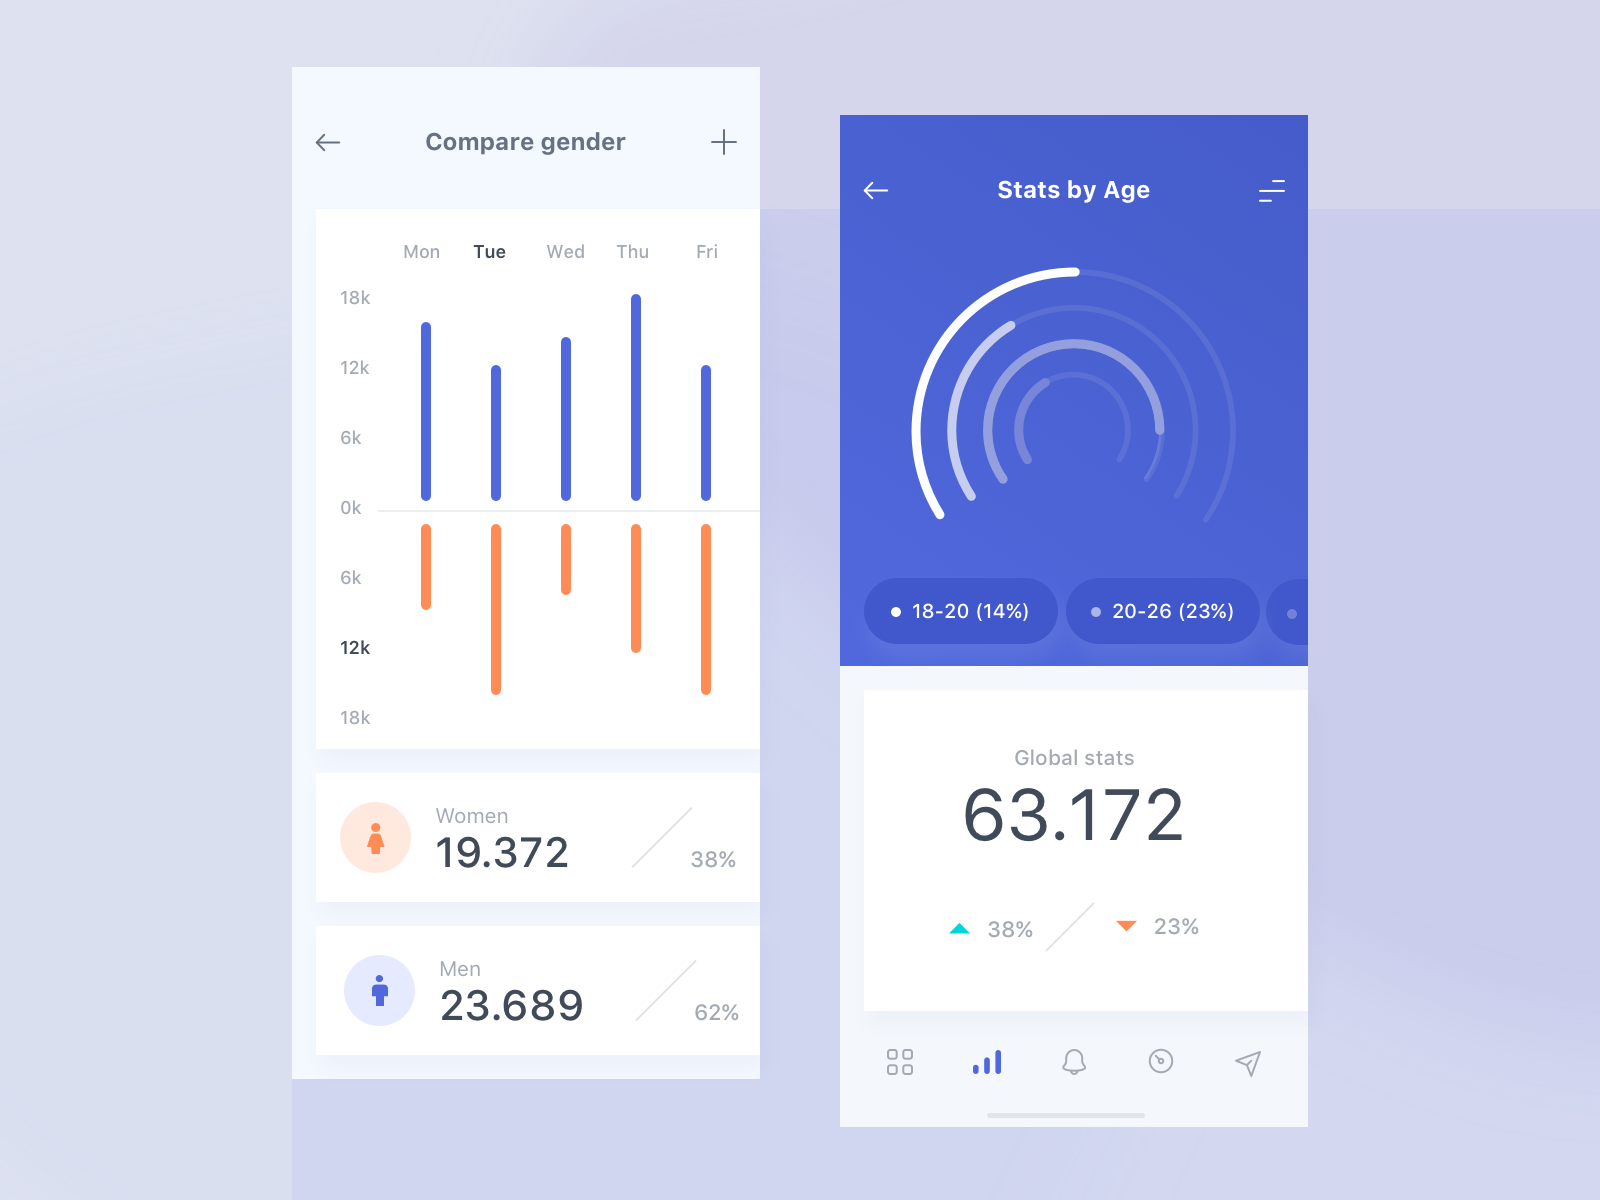 Compare gender
Mon Tue Wed Thu Fri
18k
12k
6k
0k
6k
12k
18k
Women
19.372
38%
Men
23.689
62%
Stats by Age
18-20 (14%)
20-26 (23%)
Global stats
63.172
38%
23%